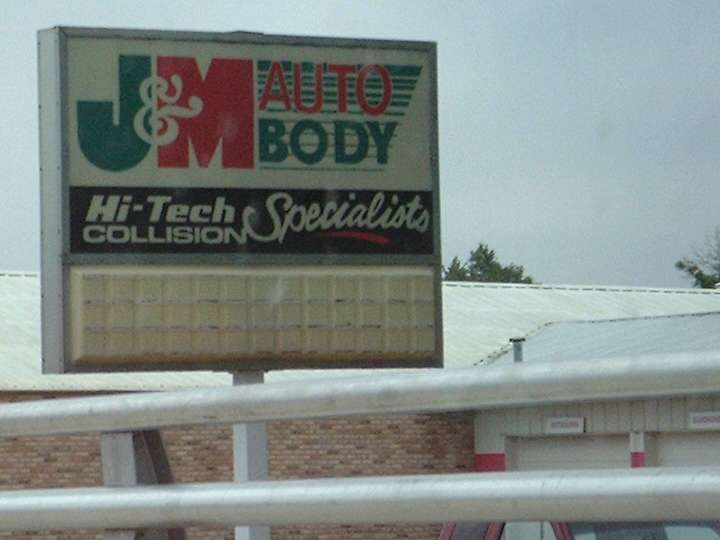 J&M AUTO
BODY
Hi-Tech Specialists
COLLISION